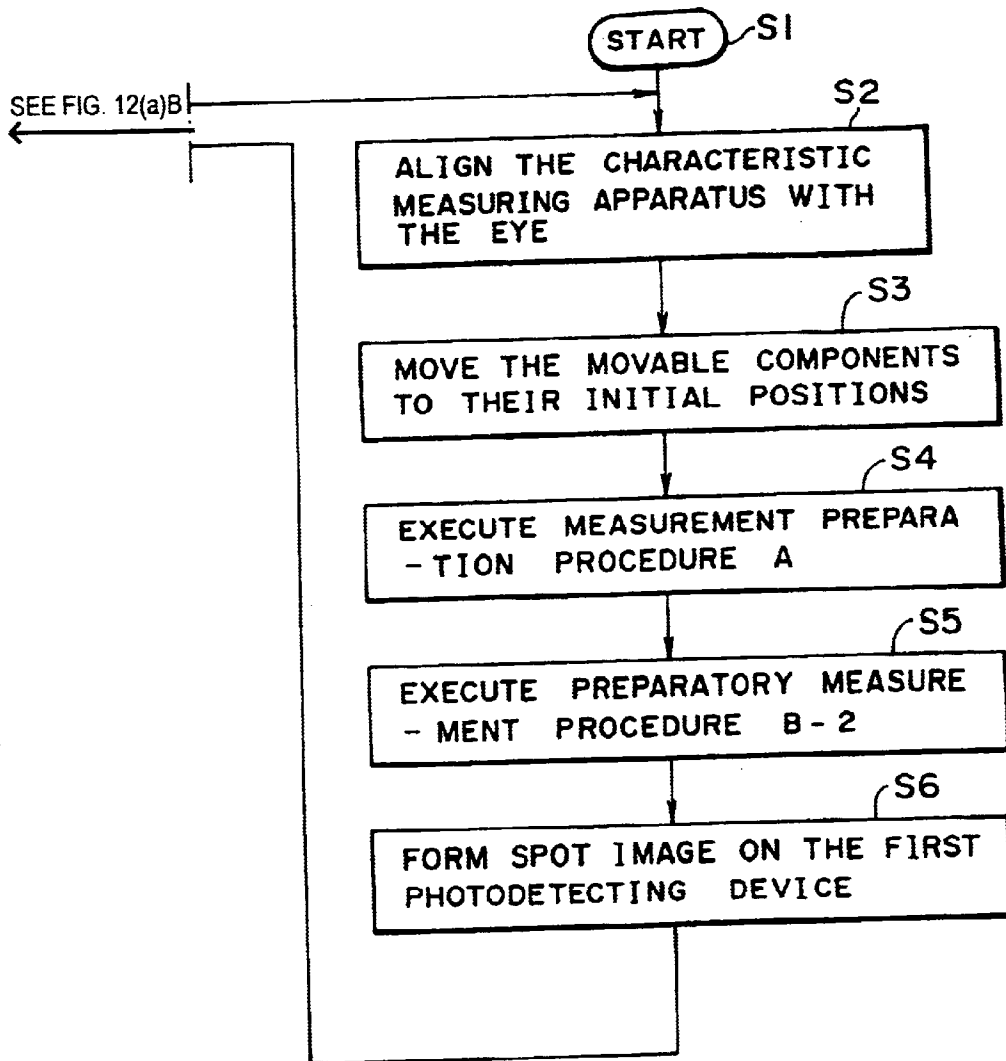 START
S1
SEE FIG. 12(a)B
S2
ALIGN THE CHARACTERISTIC
MEASURING APPARATUS WITH
THE EYE
S3
MOVE THE MOVABLE COMPONENTS
TO THEIR INITIAL POSITIONS
S4
EXECUTE MEASUREMENT PREPARA
-TION PROCEDURE A
S5
EXECUTE PREPARATORY MEASURE
-MENT PROCEDURE B-2
S6
FORM SPOT IMAGE ON THE FIRST
PHOTODETECTING DEVICE